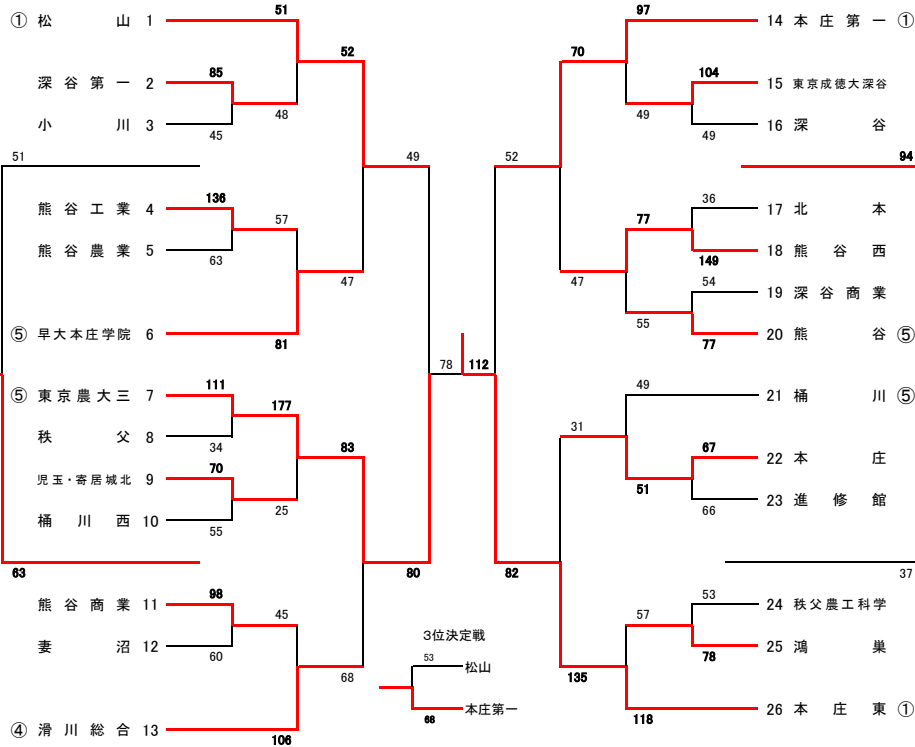 51
97
① 松山 1
14 本庄第一 ①
52
70
85
104
深谷第一 2
15 東京成徳大深谷
48
49
小川 3
16 深谷
45
49
51
49
52
94
136
36
熊谷工業 4
57
77
17 北本
熊谷農業 5
18 熊谷西
63
149
47
47
54
19 深谷商業
55
⑤ 早大本庄学院 6
20 熊谷 ⑤
81
77
78
112
111
49
⑤ 東京農大三 7
21 桶川 ⑤
177
31
秩父 8
34
83
67
22 本庄
70
児玉・寄居城北 9
51
25
23 進修館
桶川西 10
55
66
63
80
82
37
98
53
熊谷商業 11
24 秩父農工科学
45
57
妻沼 12
25 鴻巣
60
78
3位決定戦
53
松山
68
135
④ 滑川総合 13
本庄第一
26 本庄東 ①
68
118
106